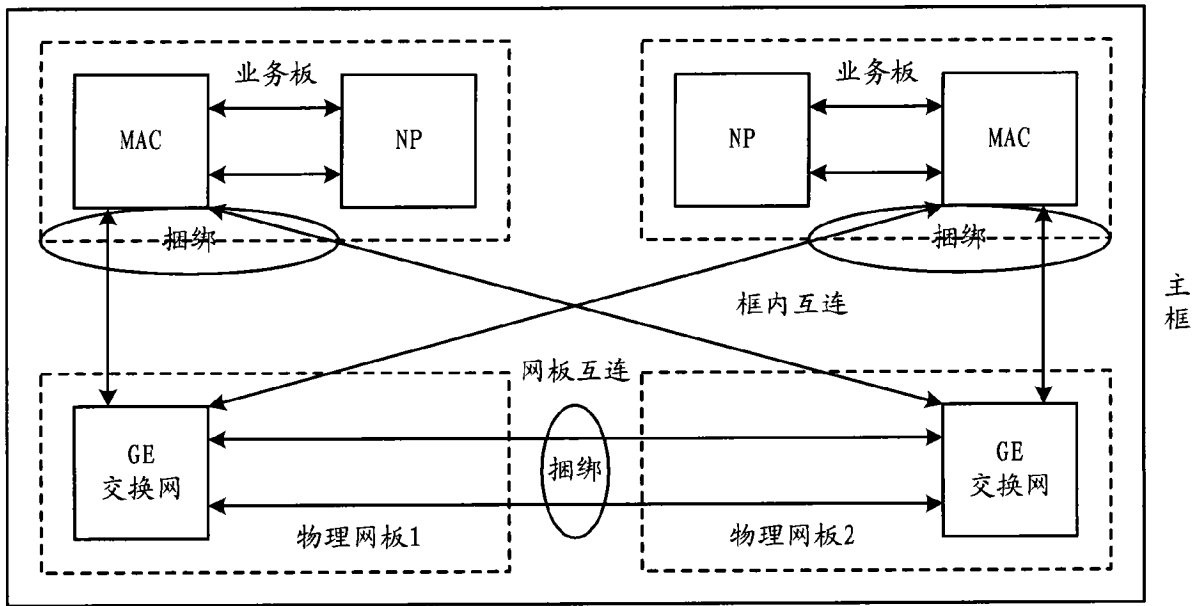 业务板
业务板
MAC
NP
NP
MAC
捆绑
捆绑
框内互连
主框
网板互连
GE
交换网
捆绑
GE
交换网
物理网板1
物理网板2